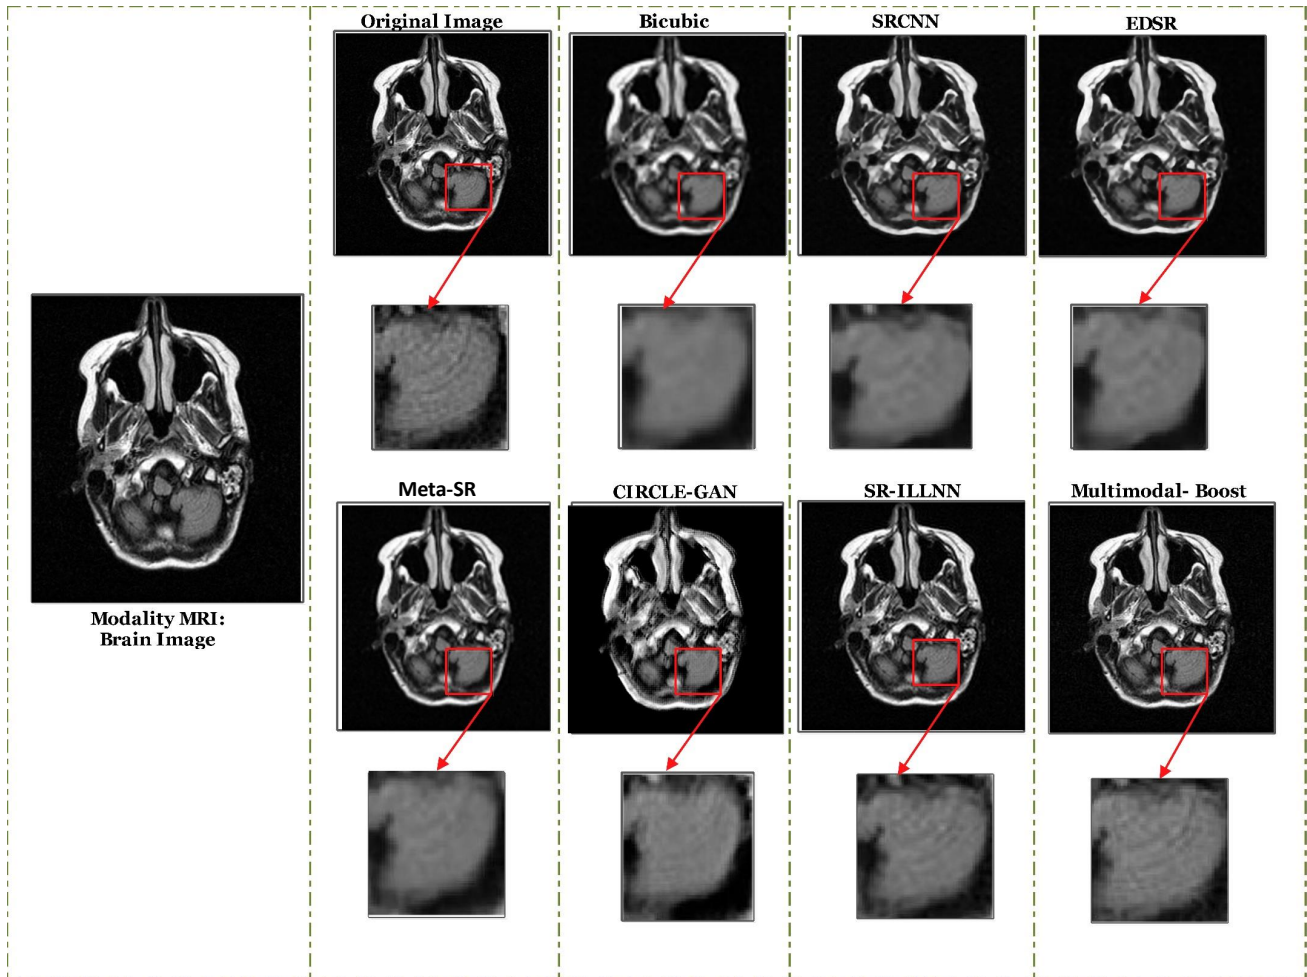 Original Image
Bicubic
SRCNN
EDSR
Modality MRI:
Brain Image
Meta-SR
CIRCLE-GAN
SR-ILLNN
Multimodal- Boost